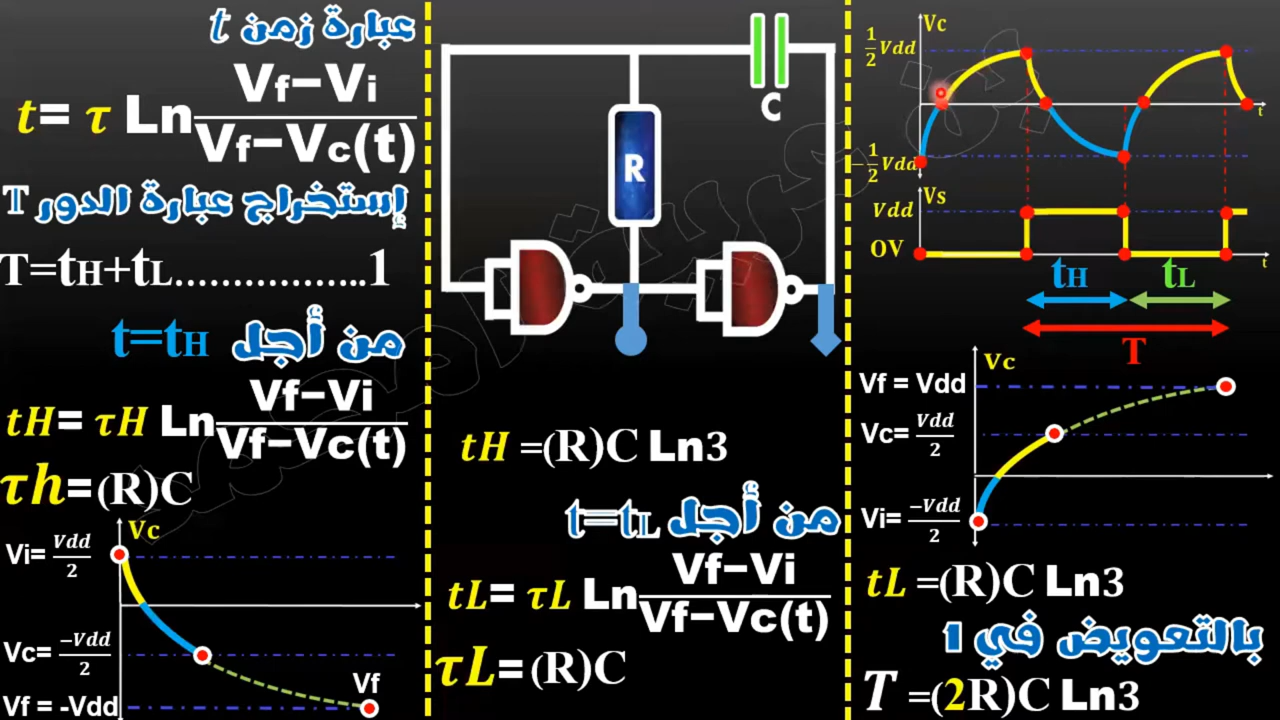 عبارة زمن t
t= τ Ln (Vf−Vi)/(Vf−Vc(t))
إستخراج عبارة الدور T
T=tH+tL................1
من أجل t=tH
tH= τH Ln (Vf−Vi)/(Vf−Vc(t))
τh=(R)C
Vc
Vi= Vdd/2
Vc= −Vdd/2
Vf
Vf = -Vdd
C
R
tH =(R)C Ln3
من أجل t=tL
tL= τL Ln (Vf−Vi)/(Vf−Vc(t))
τL=(R)C
Vc
1/2 Vdd
t
−1/2 Vdd
Vs
Vdd
OV
t
tH tL
T
Vc
Vf = Vdd
Vc= Vdd/2
Vi= −Vdd/2
tL =(R)C Ln3
بالتعويض في 1
T =(2R)C Ln3